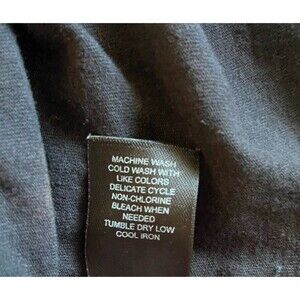 MACHINE WASH
COLD WASH WITH
LIKE COLORS
DELICATE CYCLE
NON-CHLORINE
BLEACH WHEN
NEEDED
TUMBLE DRY LOW
COOL IRON